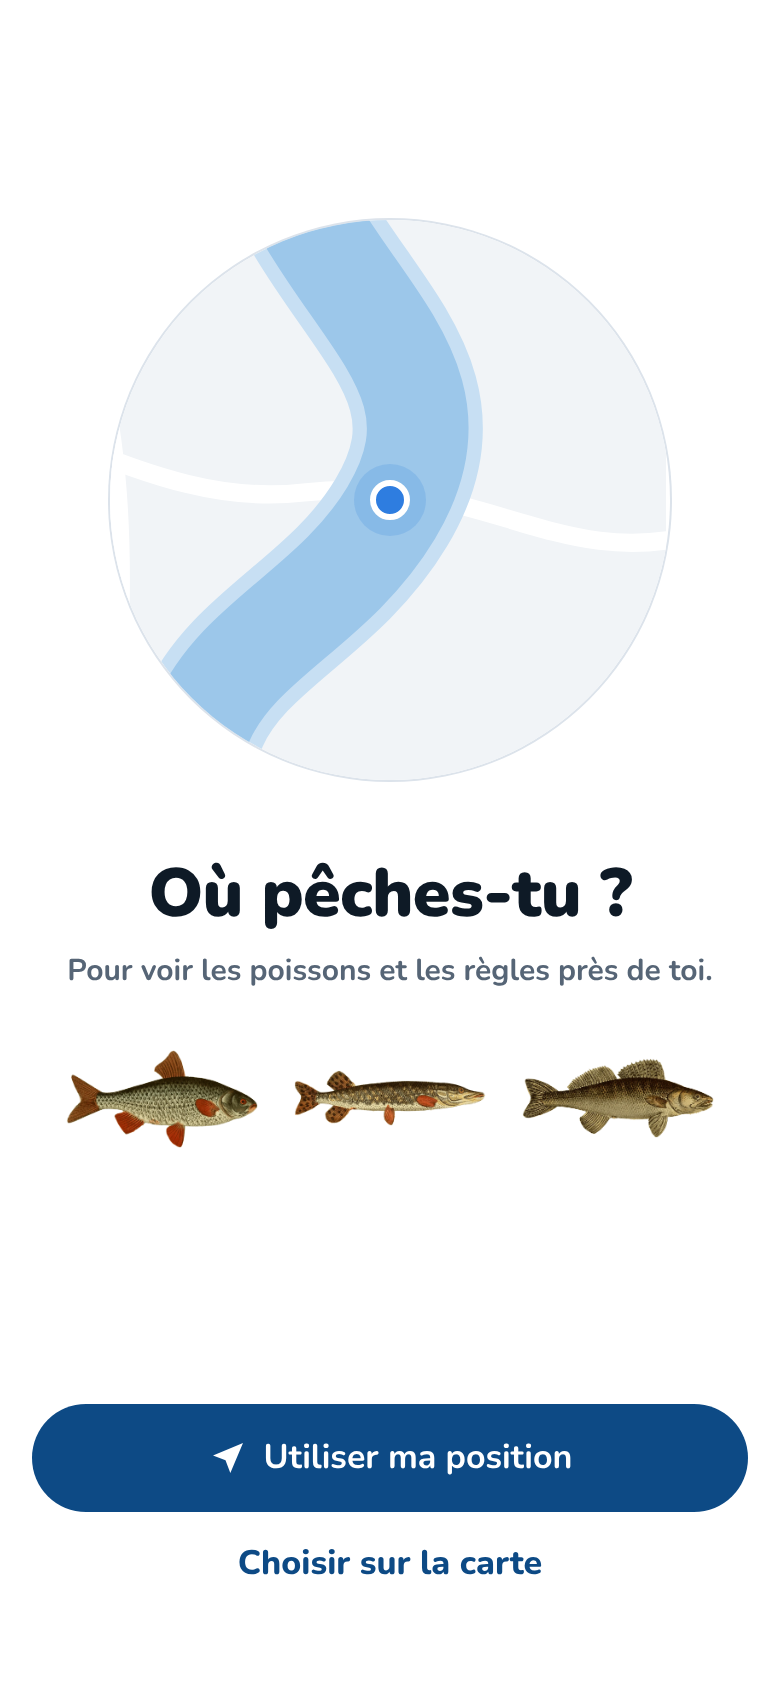 Où pêches-tu ?
Pour voir les poissons et les règles près de toi.
Utiliser ma position
Choisir sur la carte